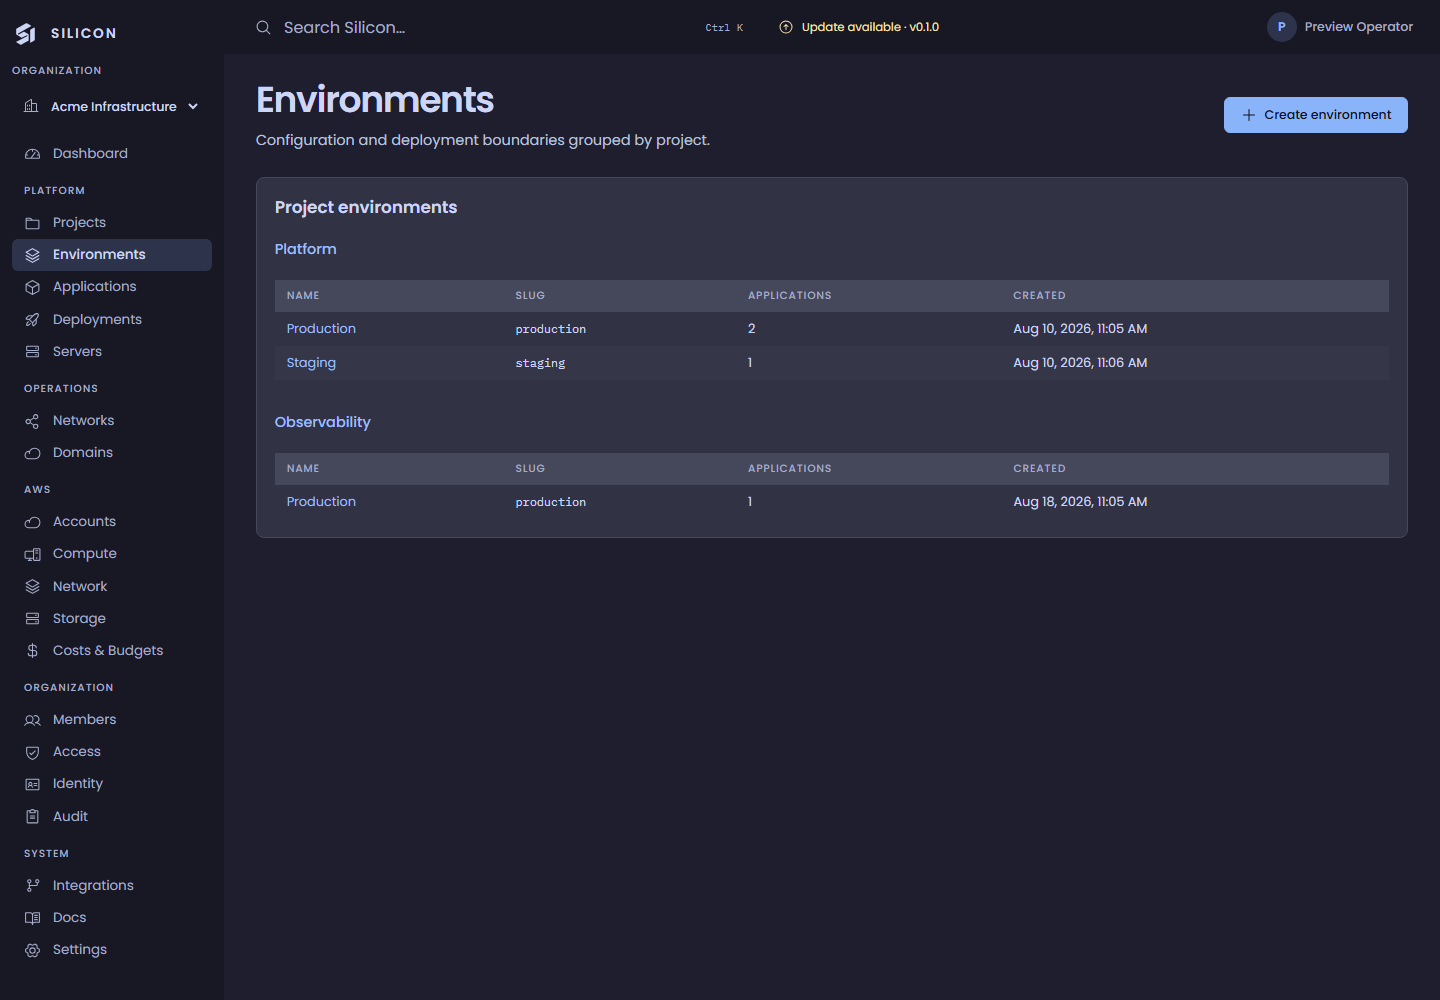 SILICON
ORGANIZATION
Acme Infrastructure
Dashboard
PLATFORM
Projects
Environments
Applications
Deployments
Servers
OPERATIONS
Networks
Domains
AWS
Accounts
Compute
Network
Storage
Costs & Budgets
ORGANIZATION
Members
Access
Identity
Audit
SYSTEM
Integrations
Docs
Settings
Search Silicon... Ctrl K
Update available · v0.1.0
P Preview Operator
Environments
Configuration and deployment boundaries grouped by project.
Create environment
Project environments
Platform
NAME SLUG APPLICATIONS CREATED
Production production 2 Aug 10, 2026, 11:05 AM
Staging staging 1 Aug 10, 2026, 11:06 AM
Observability
NAME SLUG APPLICATIONS CREATED
Production production 1 Aug 18, 2026, 11:05 AM